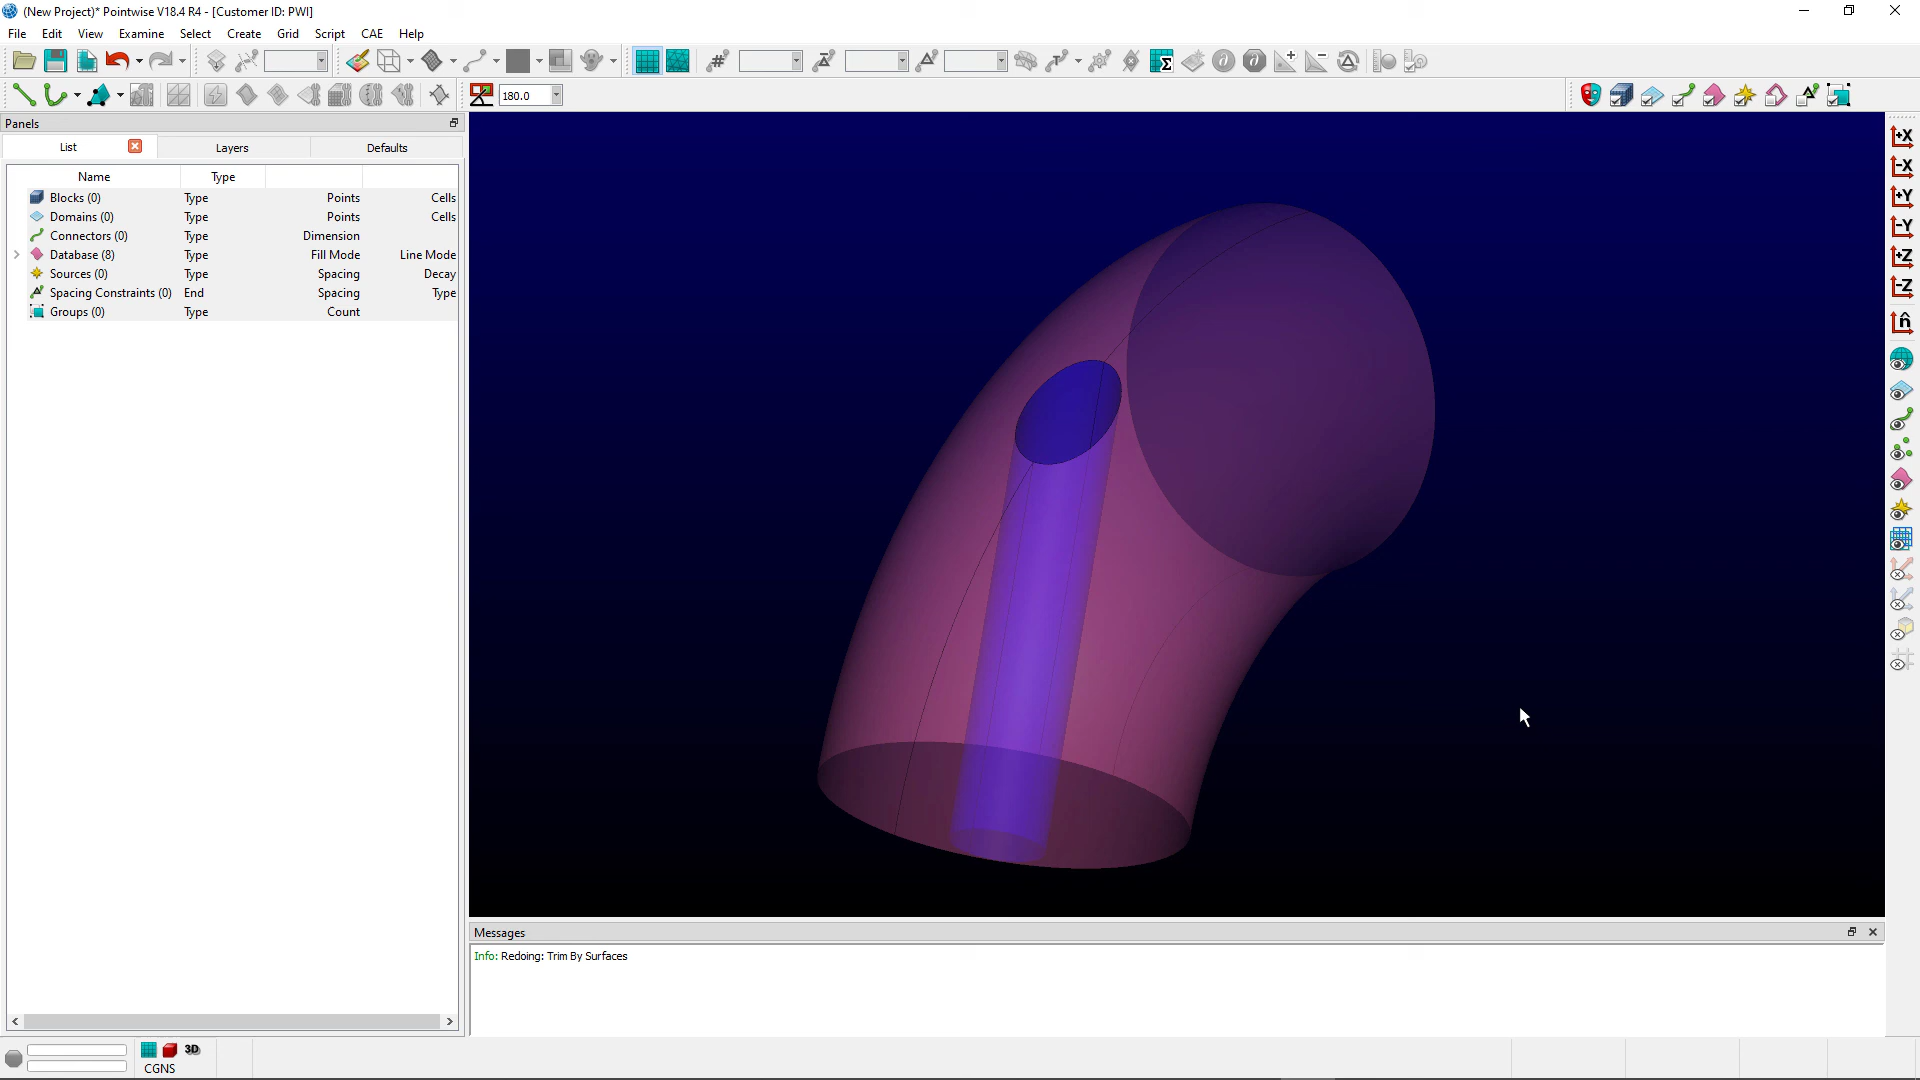 (New Project)* Pointwise V18.4 R4 - [Customer ID: PWI]
File Edit View Examine Select Create Grid Script CAE Help
180.0
Panels
List Layers Defaults
Name Type
Blocks (0) Type Points Cells
Domains (0) Type Points Cells
Connectors (0) Type Dimension
Database (8) Type Fill Mode Line Mode
Sources (0) Type Spacing Decay
Spacing Constraints (0) End Spacing Type
Groups (0) Type Count
+X
-X
+Y
-Y
+Z
-Z
n̂
Messages
Info: Redoing: Trim By Surfaces
3D
CGNS